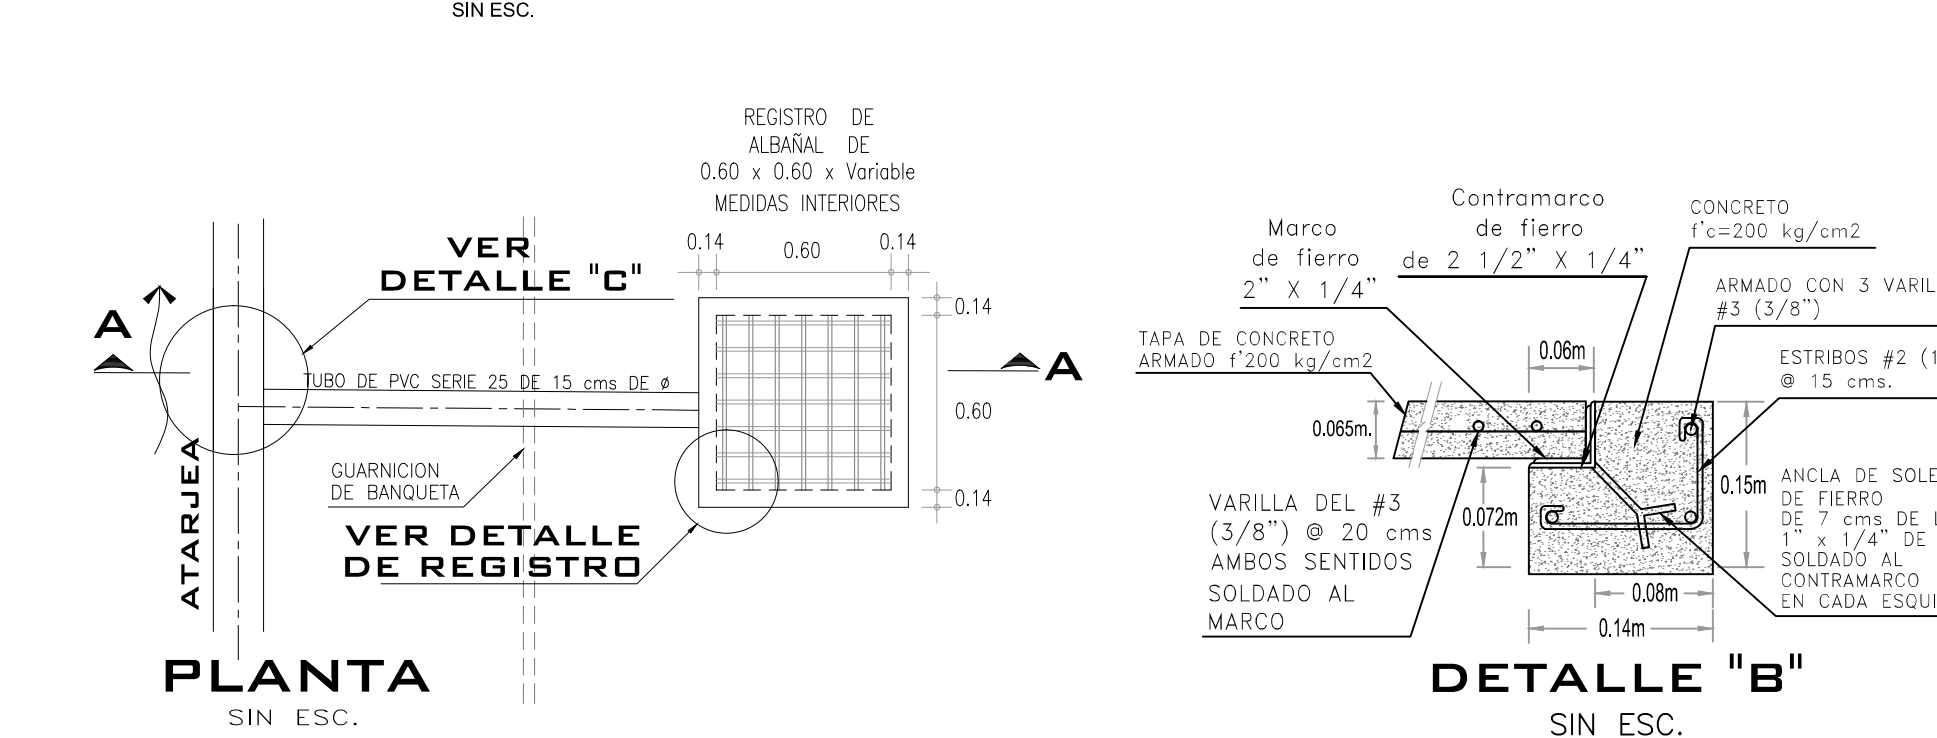 SIN ESC.
REGISTRO DE
ALBAÑAL DE
0.60 x 0.60 x Variable
MEDIDAS INTERIORES
0.14
0.60
0.14
VER
DETALLE "C"
A
0.14
A
TUBO DE PVC SERIE 25 DE 15 cms DE ø
0.60
GUARNICION
DE BANQUETA
0.14
ATARJEA
VER DETALLE
DE REGISTRO
PLANTA
SIN ESC.
Contramarco
de fierro
de 2 1/2" X 1/4"
Marco
de fierro
2" X 1/4"
CONCRETO
f'c=200 kg/cm2
ARMADO CON 3 VARILL
#3 (3/8")
TAPA DE CONCRETO
ARMADO f'200 kg/cm2
0.06m
ESTRIBOS #2 (1
@ 15 cms.
0.065m.
0.15m
ANCLA DE SOLE
DE FIERRO
DE 7 cms DE L
1" x 1/4" DE
SOLDADO AL
CONTRAMARCO
EN CADA ESQUI
VARILLA DEL #3
(3/8") @ 20 cms
AMBOS SENTIDOS
SOLDADO AL
MARCO
0.072m
0.08m
0.14m
DETALLE "B"
SIN ESC.